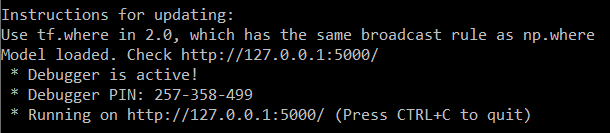 Instructions for updating:
Use tf.where in 2.0, which has the same broadcast rule as np.where
Model loaded. Check http://127.0.0.1:5000/
 * Debugger is active!
 * Debugger PIN: 257-358-499
 * Running on http://127.0.0.1:5000/ (Press CTRL+C to quit)